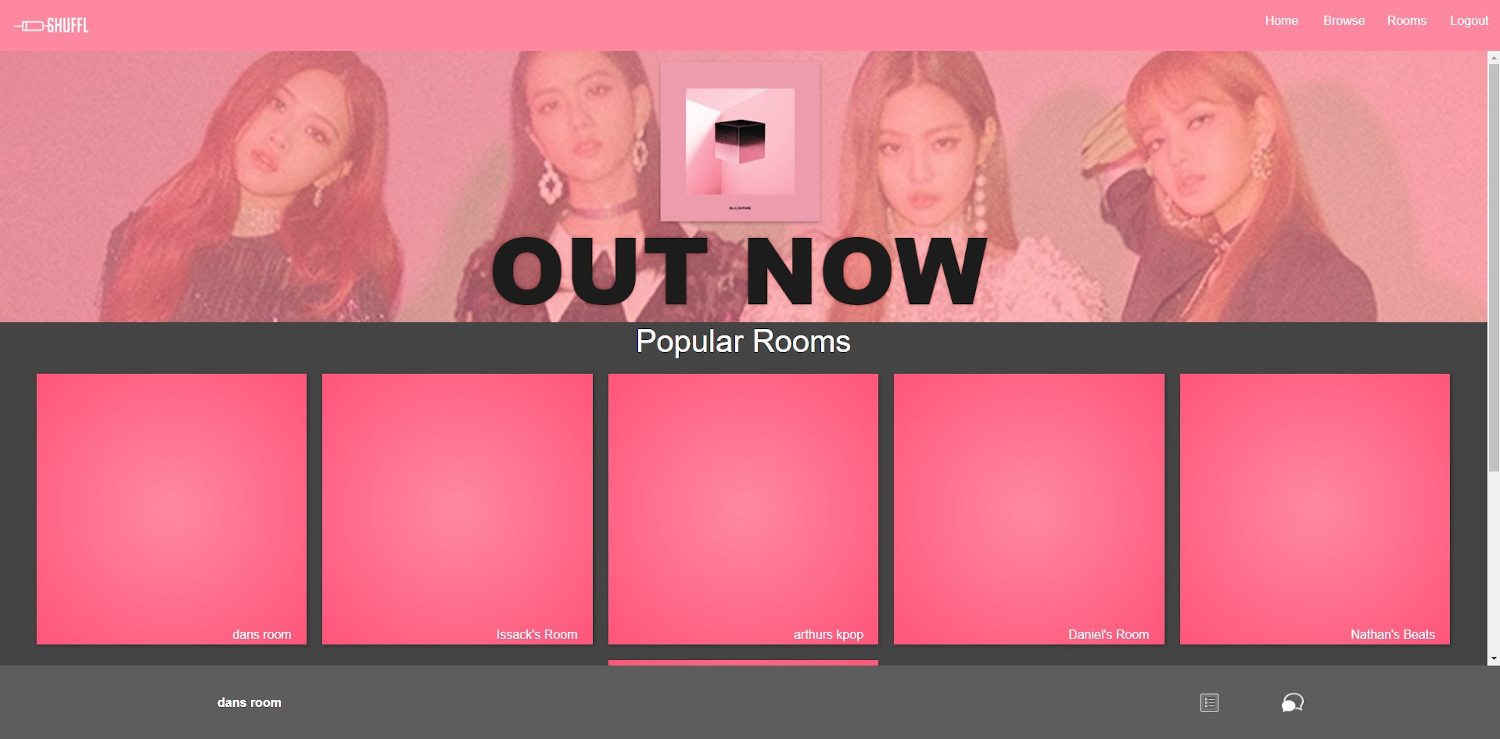 SHUFFL
Home Browse Rooms Logout
BLACKPINK
OUT NOW
Popular Rooms
dans room
Issack's Room
arthurs kpop
Daniel's Room
Nathan's Beats
dans room